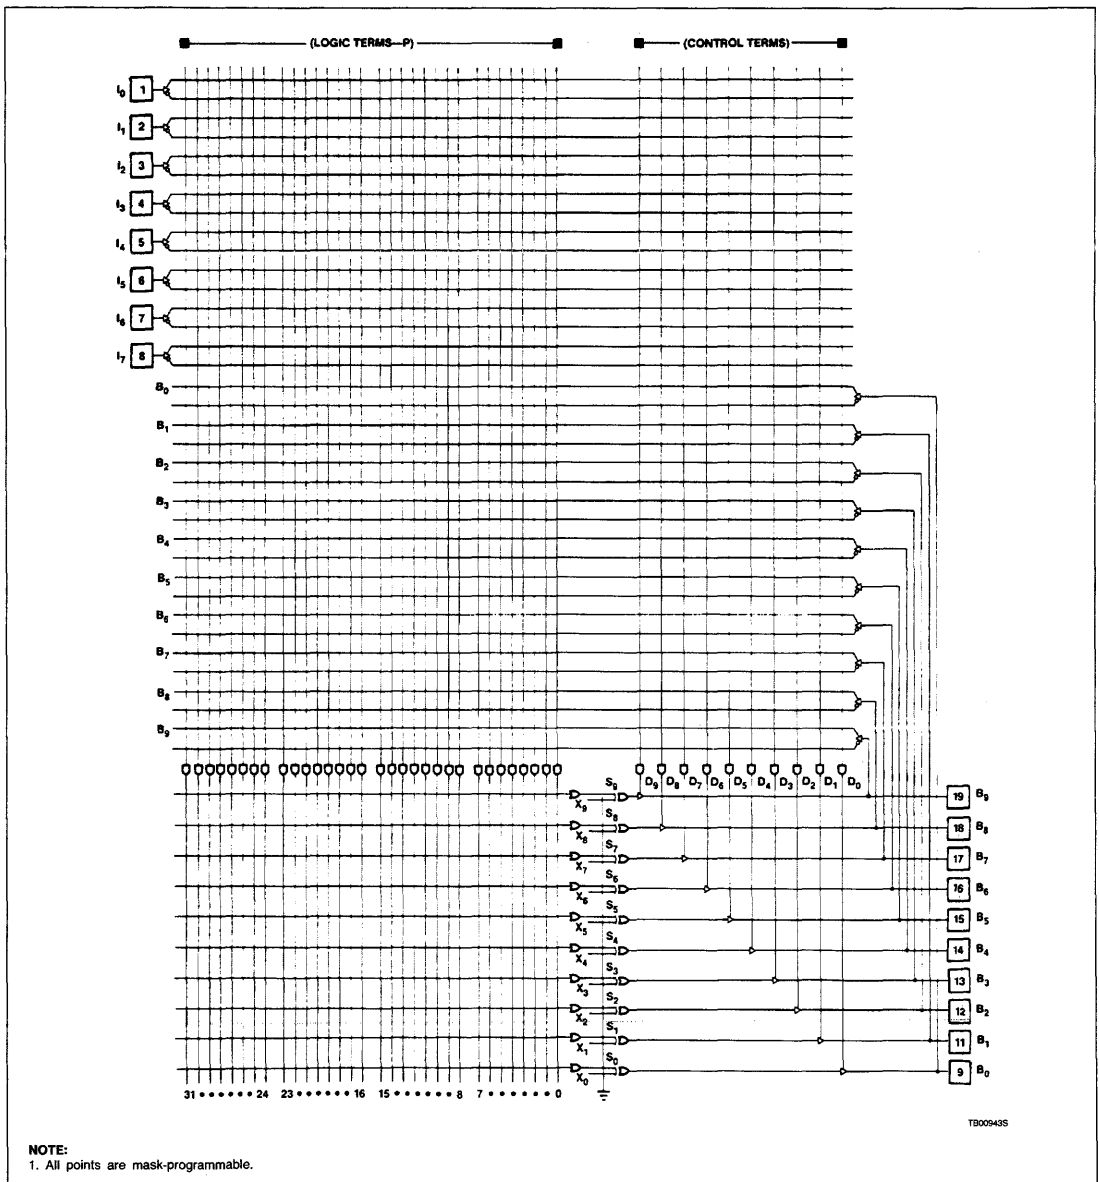 (LOGIC TERMS—P) (CONTROL TERMS)
I0 1
I1 2
I2 3
I3 4
I4 5
I5 6
I6 7
I7 8
B0
B1
B2
B3
B4
B5
B6
B7
B8
B9
S9 D9 D8 D7 D6 D5 D4 D3 D2 D1 D0
X9 19 B9
S8
X8 18 B8
S7
X7 17 B7
S6
X6 16 B6
S5
X5 15 B5
S4
X4 14 B4
S3
X3 13 B3
S2
X2 12 B2
S1
X1 11 B1
S0
X0 9 B0
31 24 23 16 15 8 7 0
TB00943S
NOTE:
1. All points are mask-programmable.